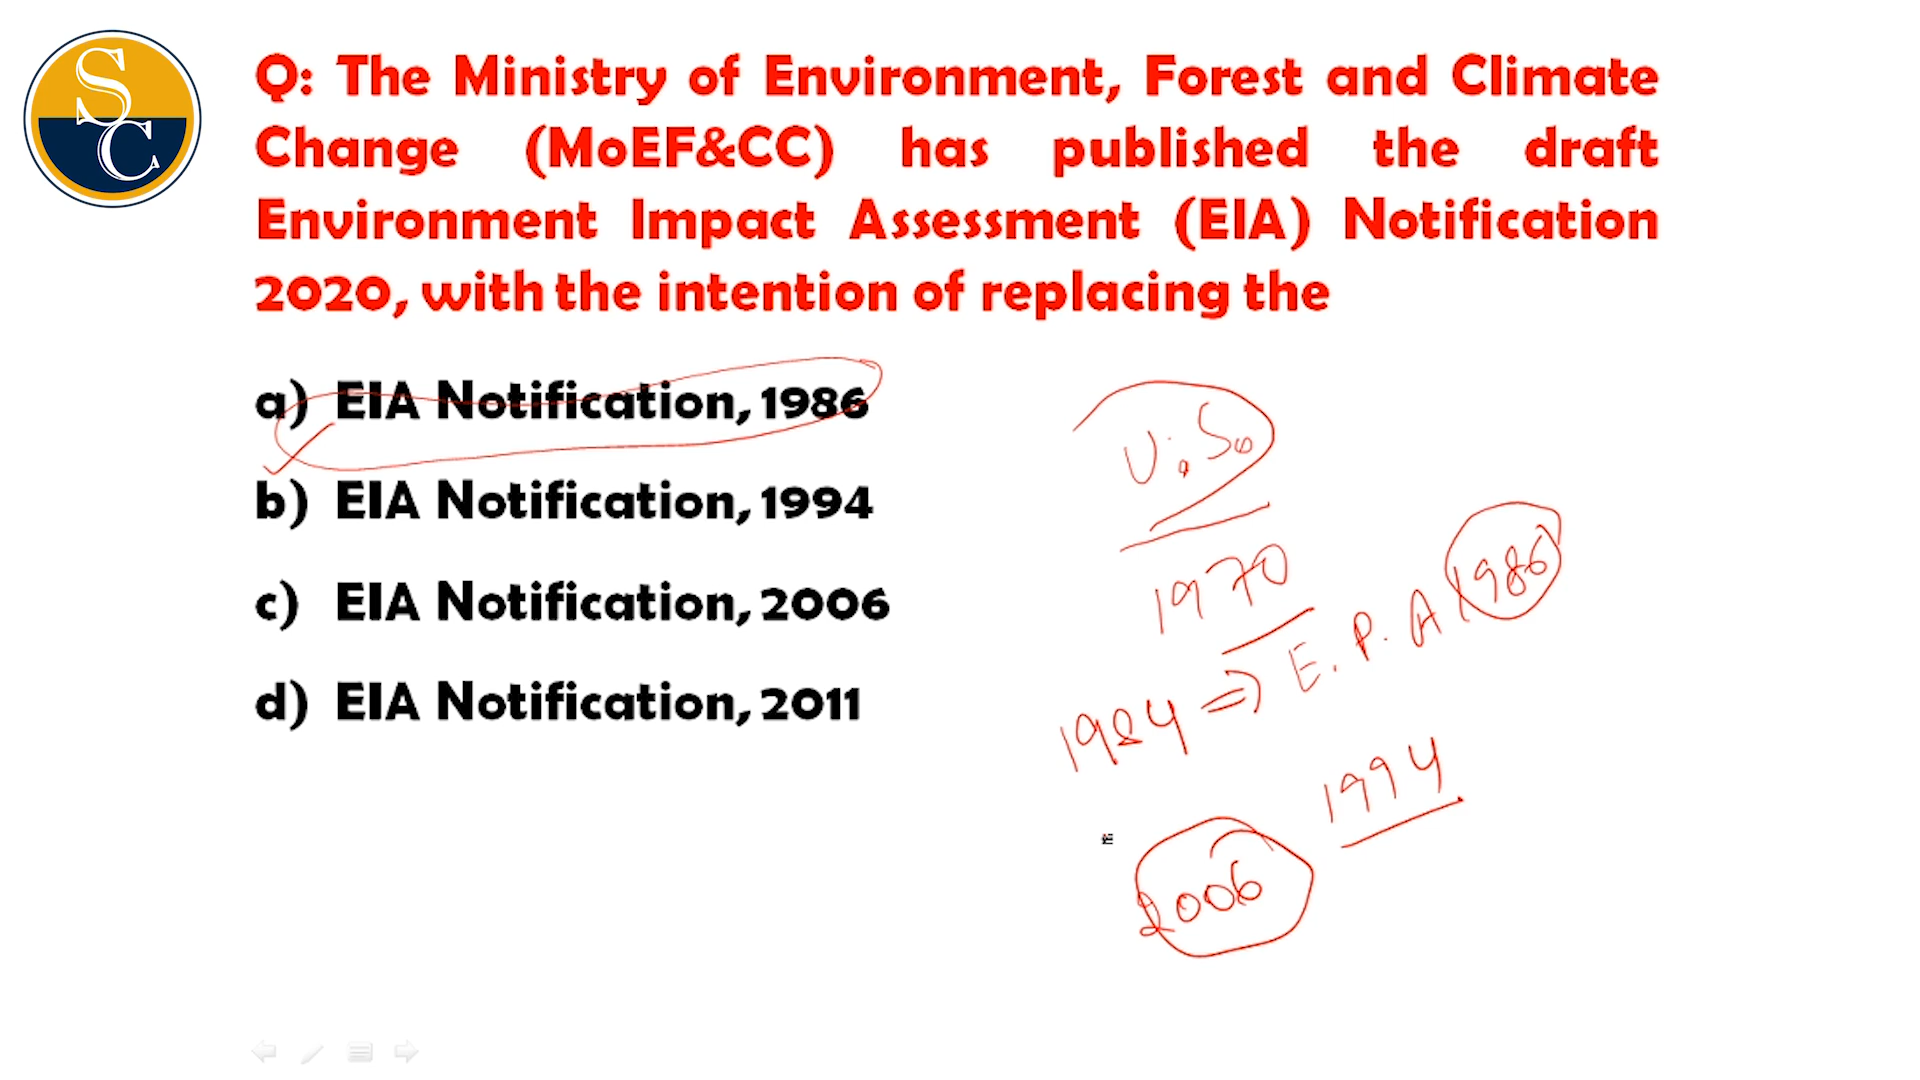 SC
Q: The Ministry of Environment, Forest and Climate
Change (MoEF&CC) has published the draft
Environment Impact Assessment (EIA) Notification
2020, with the intention of replacing the
a) EIA Notification, 1986
b) EIA Notification, 1994
c) EIA Notification, 2006
d) EIA Notification, 2011
U.S.
1970
1984 => E.P.A 1986
1994
2006